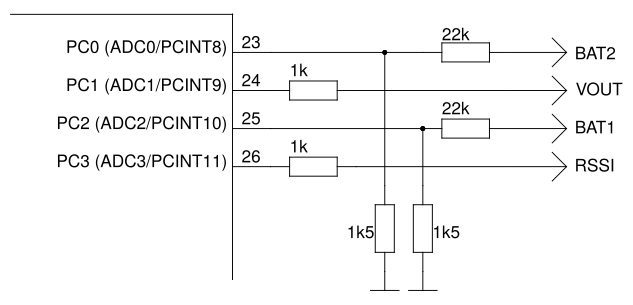 PC0 (ADC0/PCINT8) 23 22k BAT2
PC1 (ADC1/PCINT9) 24 1k VOUT
PC2 (ADC2/PCINT10) 25 22k BAT1
PC3 (ADC3/PCINT11) 26 1k RSSI
1k5 1k5